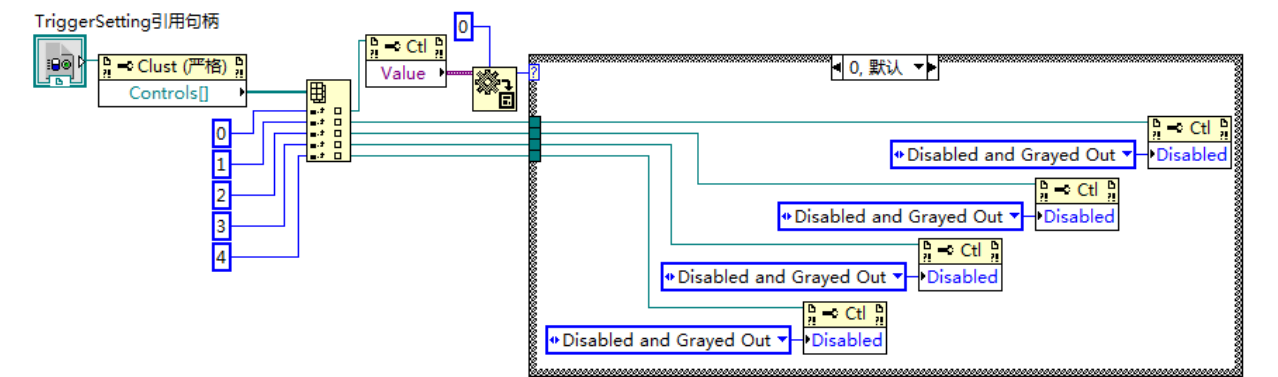 TriggerSetting引用句柄
Clust (严格)
Controls[]
Ctl
Value
0
?
0, 默认
0
1
2
3
4
Ctl
Disabled and Grayed Out
Disabled
Ctl
Disabled and Grayed Out
Disabled
Ctl
Disabled and Grayed Out
Disabled
Ctl
Disabled and Grayed Out
Disabled